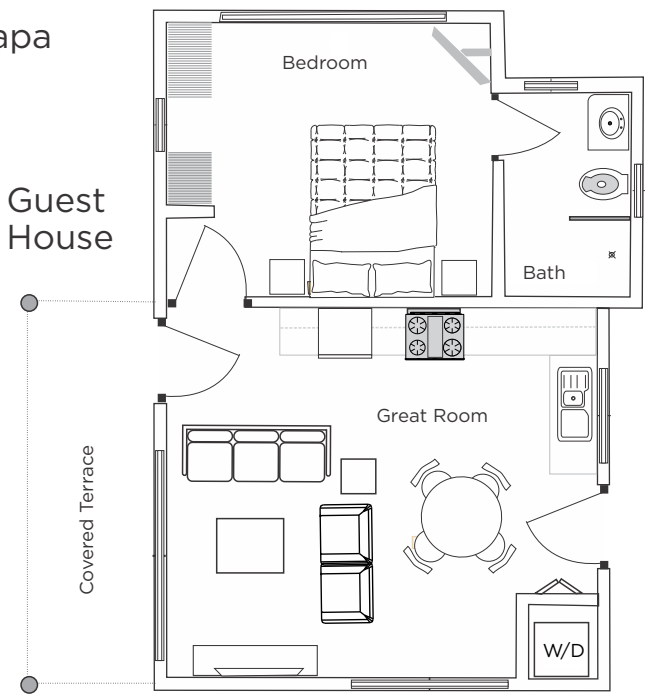 apa
Bedroom
Guest
House
Bath
Great Room
Covered Terrace
W/D